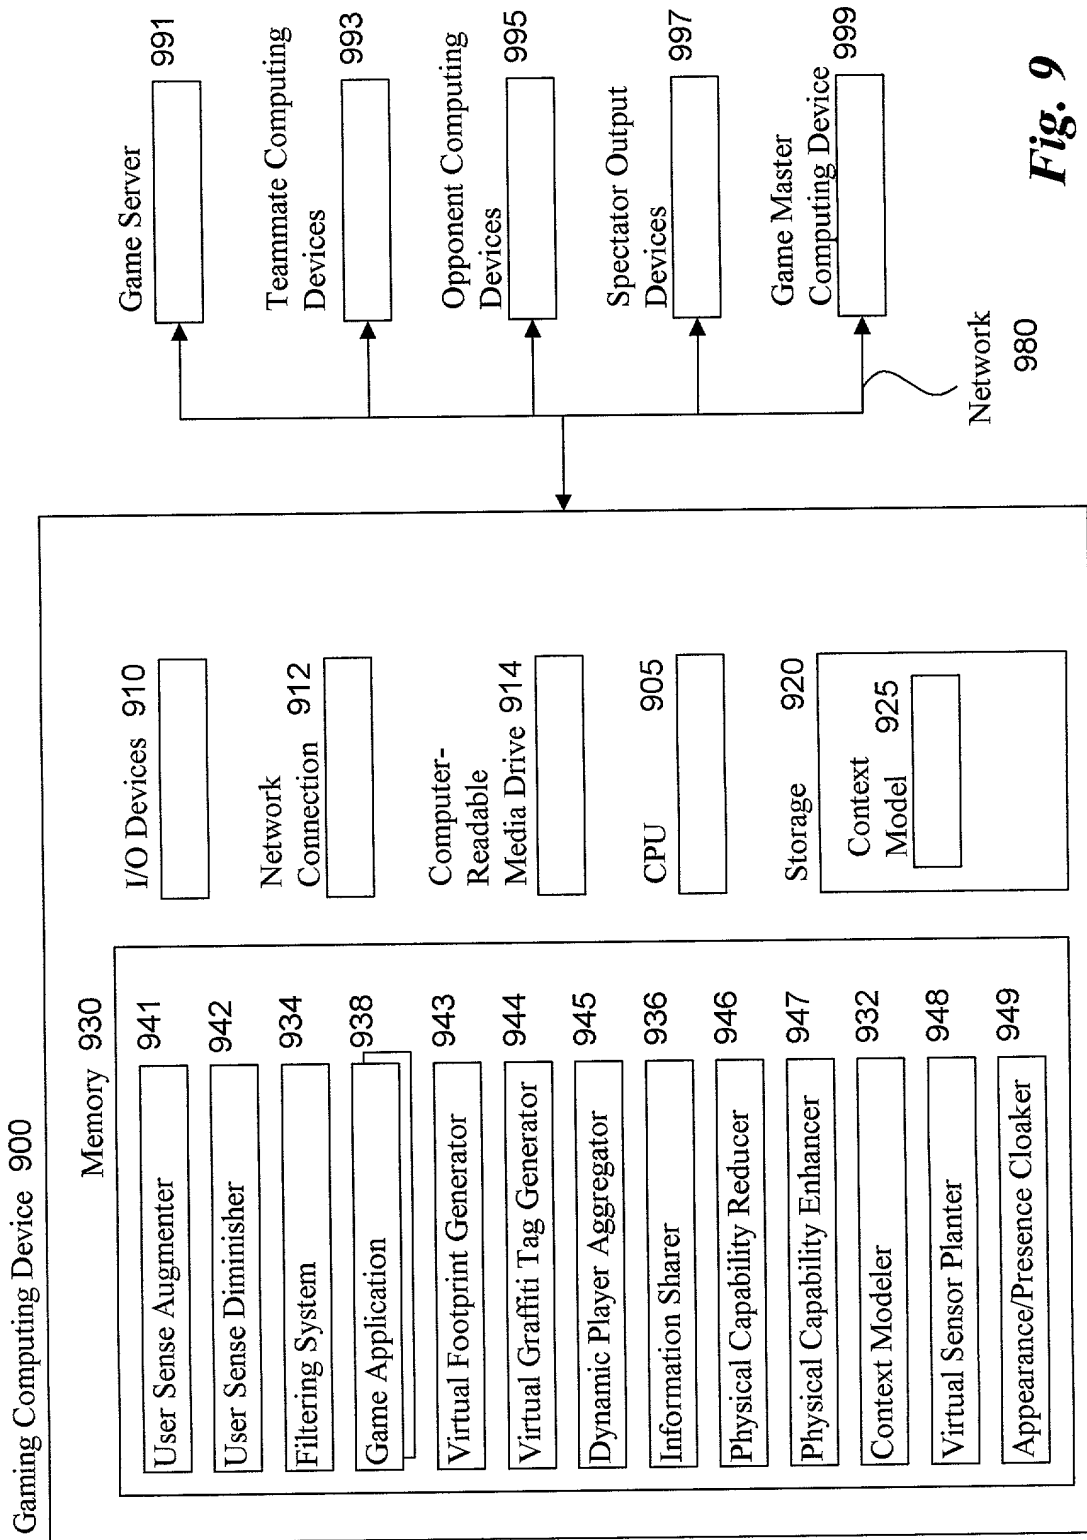 Gaming Computing Device 900
Memory 930
User Sense Augmenter 941
User Sense Diminisher 942
Filtering System 934
Game Application 938
Virtual Footprint Generator 943
Virtual Graffiti Tag Generator 944
Dynamic Player Aggregator 945
Information Sharer 936
Physical Capability Reducer 946
Physical Capability Enhancer 947
Context Modeler 932
Virtual Sensor Planter 948
Appearance/Presence Cloaker 949
I/O Devices 910
Network
Connection 912
Computer-
Readable
Media Drive 914
CPU 905
Storage 920
Context
Model 925
Game Server 991
Teammate Computing
Devices 993
Opponent Computing
Devices 995
Spectator Output
Devices 997
Game Master
Computing Device 999
Network
980
Fig. 9